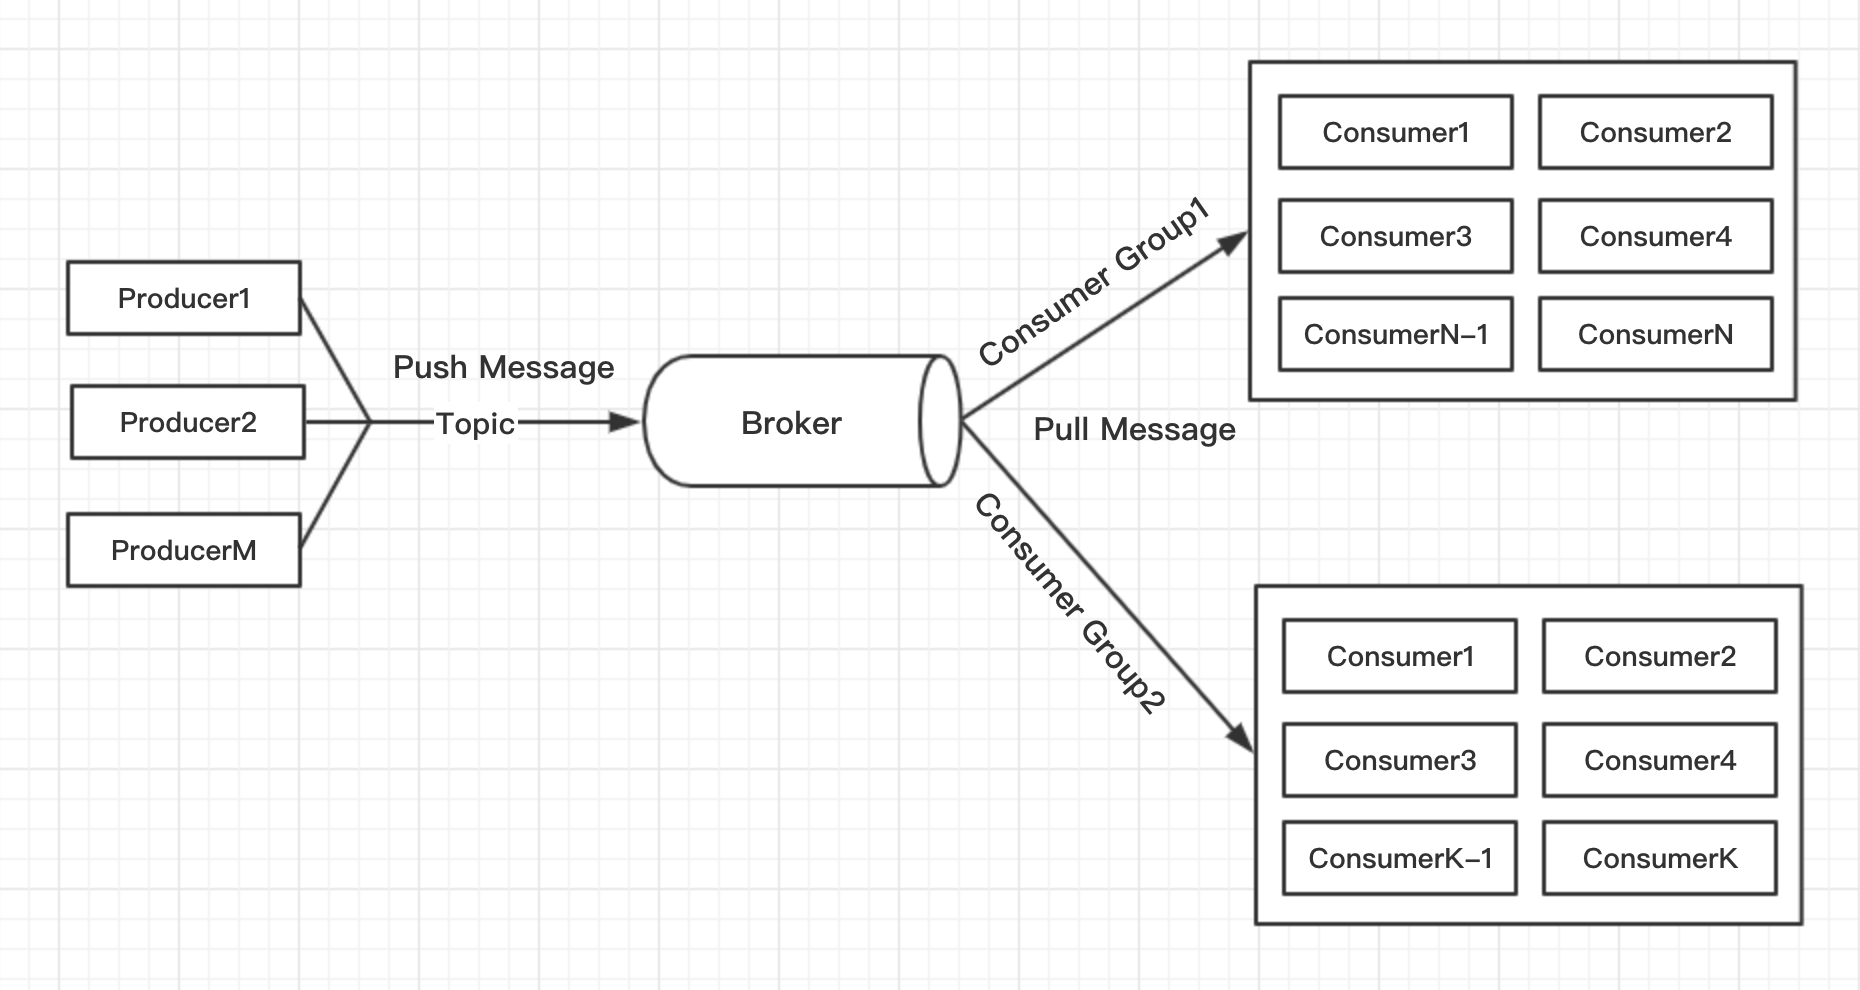 Producer1
Producer2
ProducerM
Push Message
Topic
Broker
Consumer Group1
Pull Message
Consumer Group2
Consumer1
Consumer2
Consumer3
Consumer4
ConsumerN-1
ConsumerN
Consumer1
Consumer2
Consumer3
Consumer4
ConsumerK-1
ConsumerK